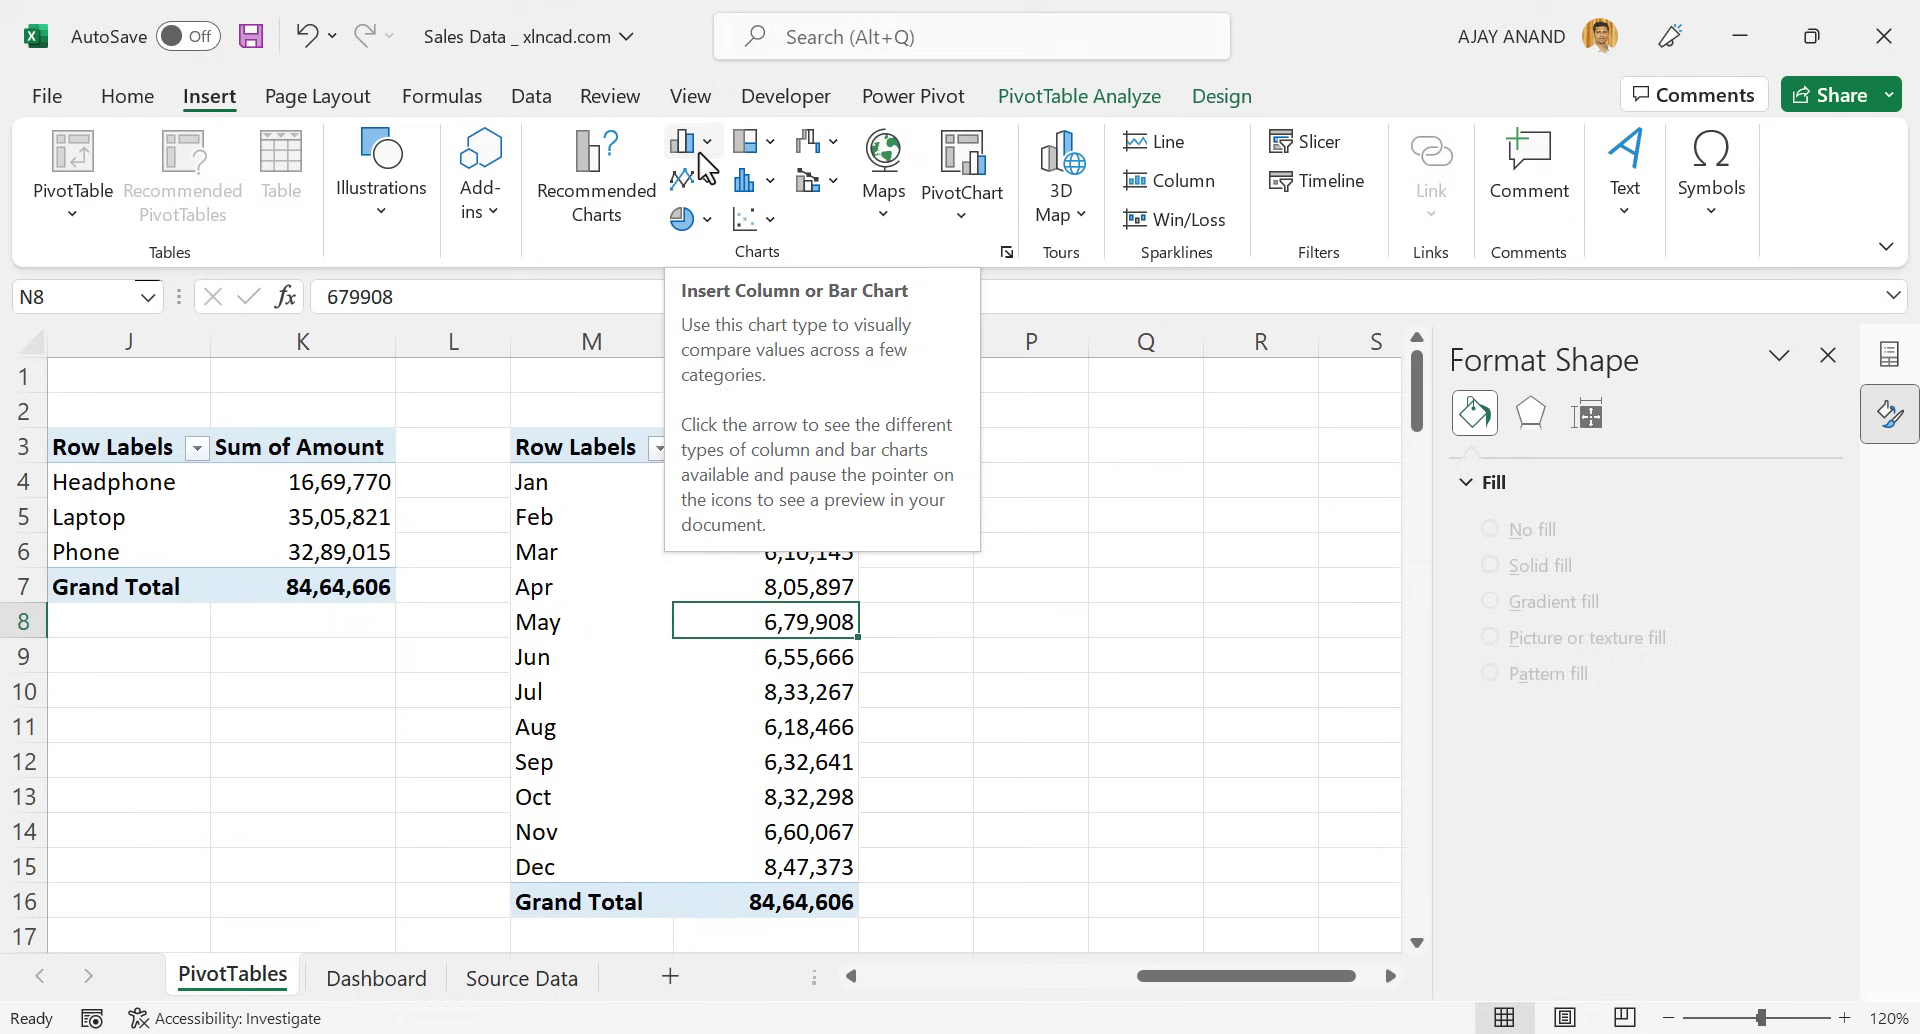 AutoSave Off Sales Data _ xlncad.com Search (Alt+Q) AJAY ANAND
File Home Insert Page Layout Formulas Data Review View Developer Power Pivot PivotTable Analyze Design Comments Share
PivotTable
Recommended
PivotTables
Table
Tables
Illustrations
Add-
ins
Recommended
Charts
Maps
PivotChart
Charts
3D
Map
Tours
Line
Column
Win/Loss
Sparklines
Slicer
Timeline
Filters
Link
Links
Comment
Comments
Text
Symbols
N8 fx 679908
Insert Column or Bar Chart
Use this chart type to visually
compare values across a few
categories.
Click the arrow to see the different
types of column and bar charts
available and pause the pointer on
the icons to see a preview in your
document.
J K L M P Q R S
1
2
3 Row Labels Sum of Amount Row Labels
4 Headphone 16,69,770 Jan
5 Laptop 35,05,821 Feb
6 Phone 32,89,015 Mar
7 Grand Total 84,64,606 Apr 8,05,897
8 May 6,79,908
9 Jun 6,55,666
10 Jul 8,33,267
11 Aug 6,18,466
12 Sep 6,32,641
13 Oct 8,32,298
14 Nov 6,60,067
15 Dec 8,47,373
16 Grand Total 84,64,606
17
Format Shape
Fill
No fill
Solid fill
Gradient fill
Picture or texture fill
Pattern fill
PivotTables Dashboard Source Data
Ready Accessibility: Investigate 120%